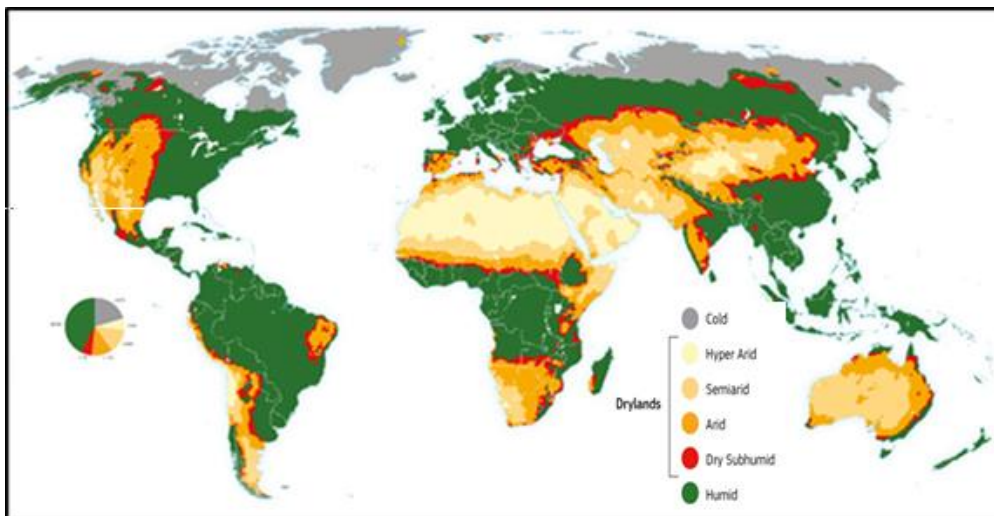 Cold
Hyper Arid
Semiarid
Drylands
Arid
Dry Subhumid
Humid